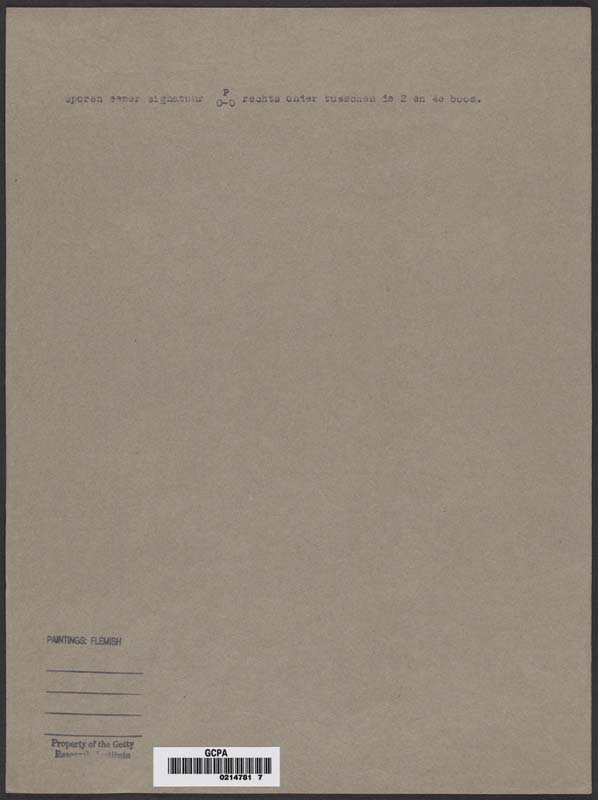 sporen eener signatuur P O-O rechts onder tusschen de 2 en 4e boom.
PAINTINGS: FLEMISH
Property of the Getty
Research Institute
GCPA
0214781 7